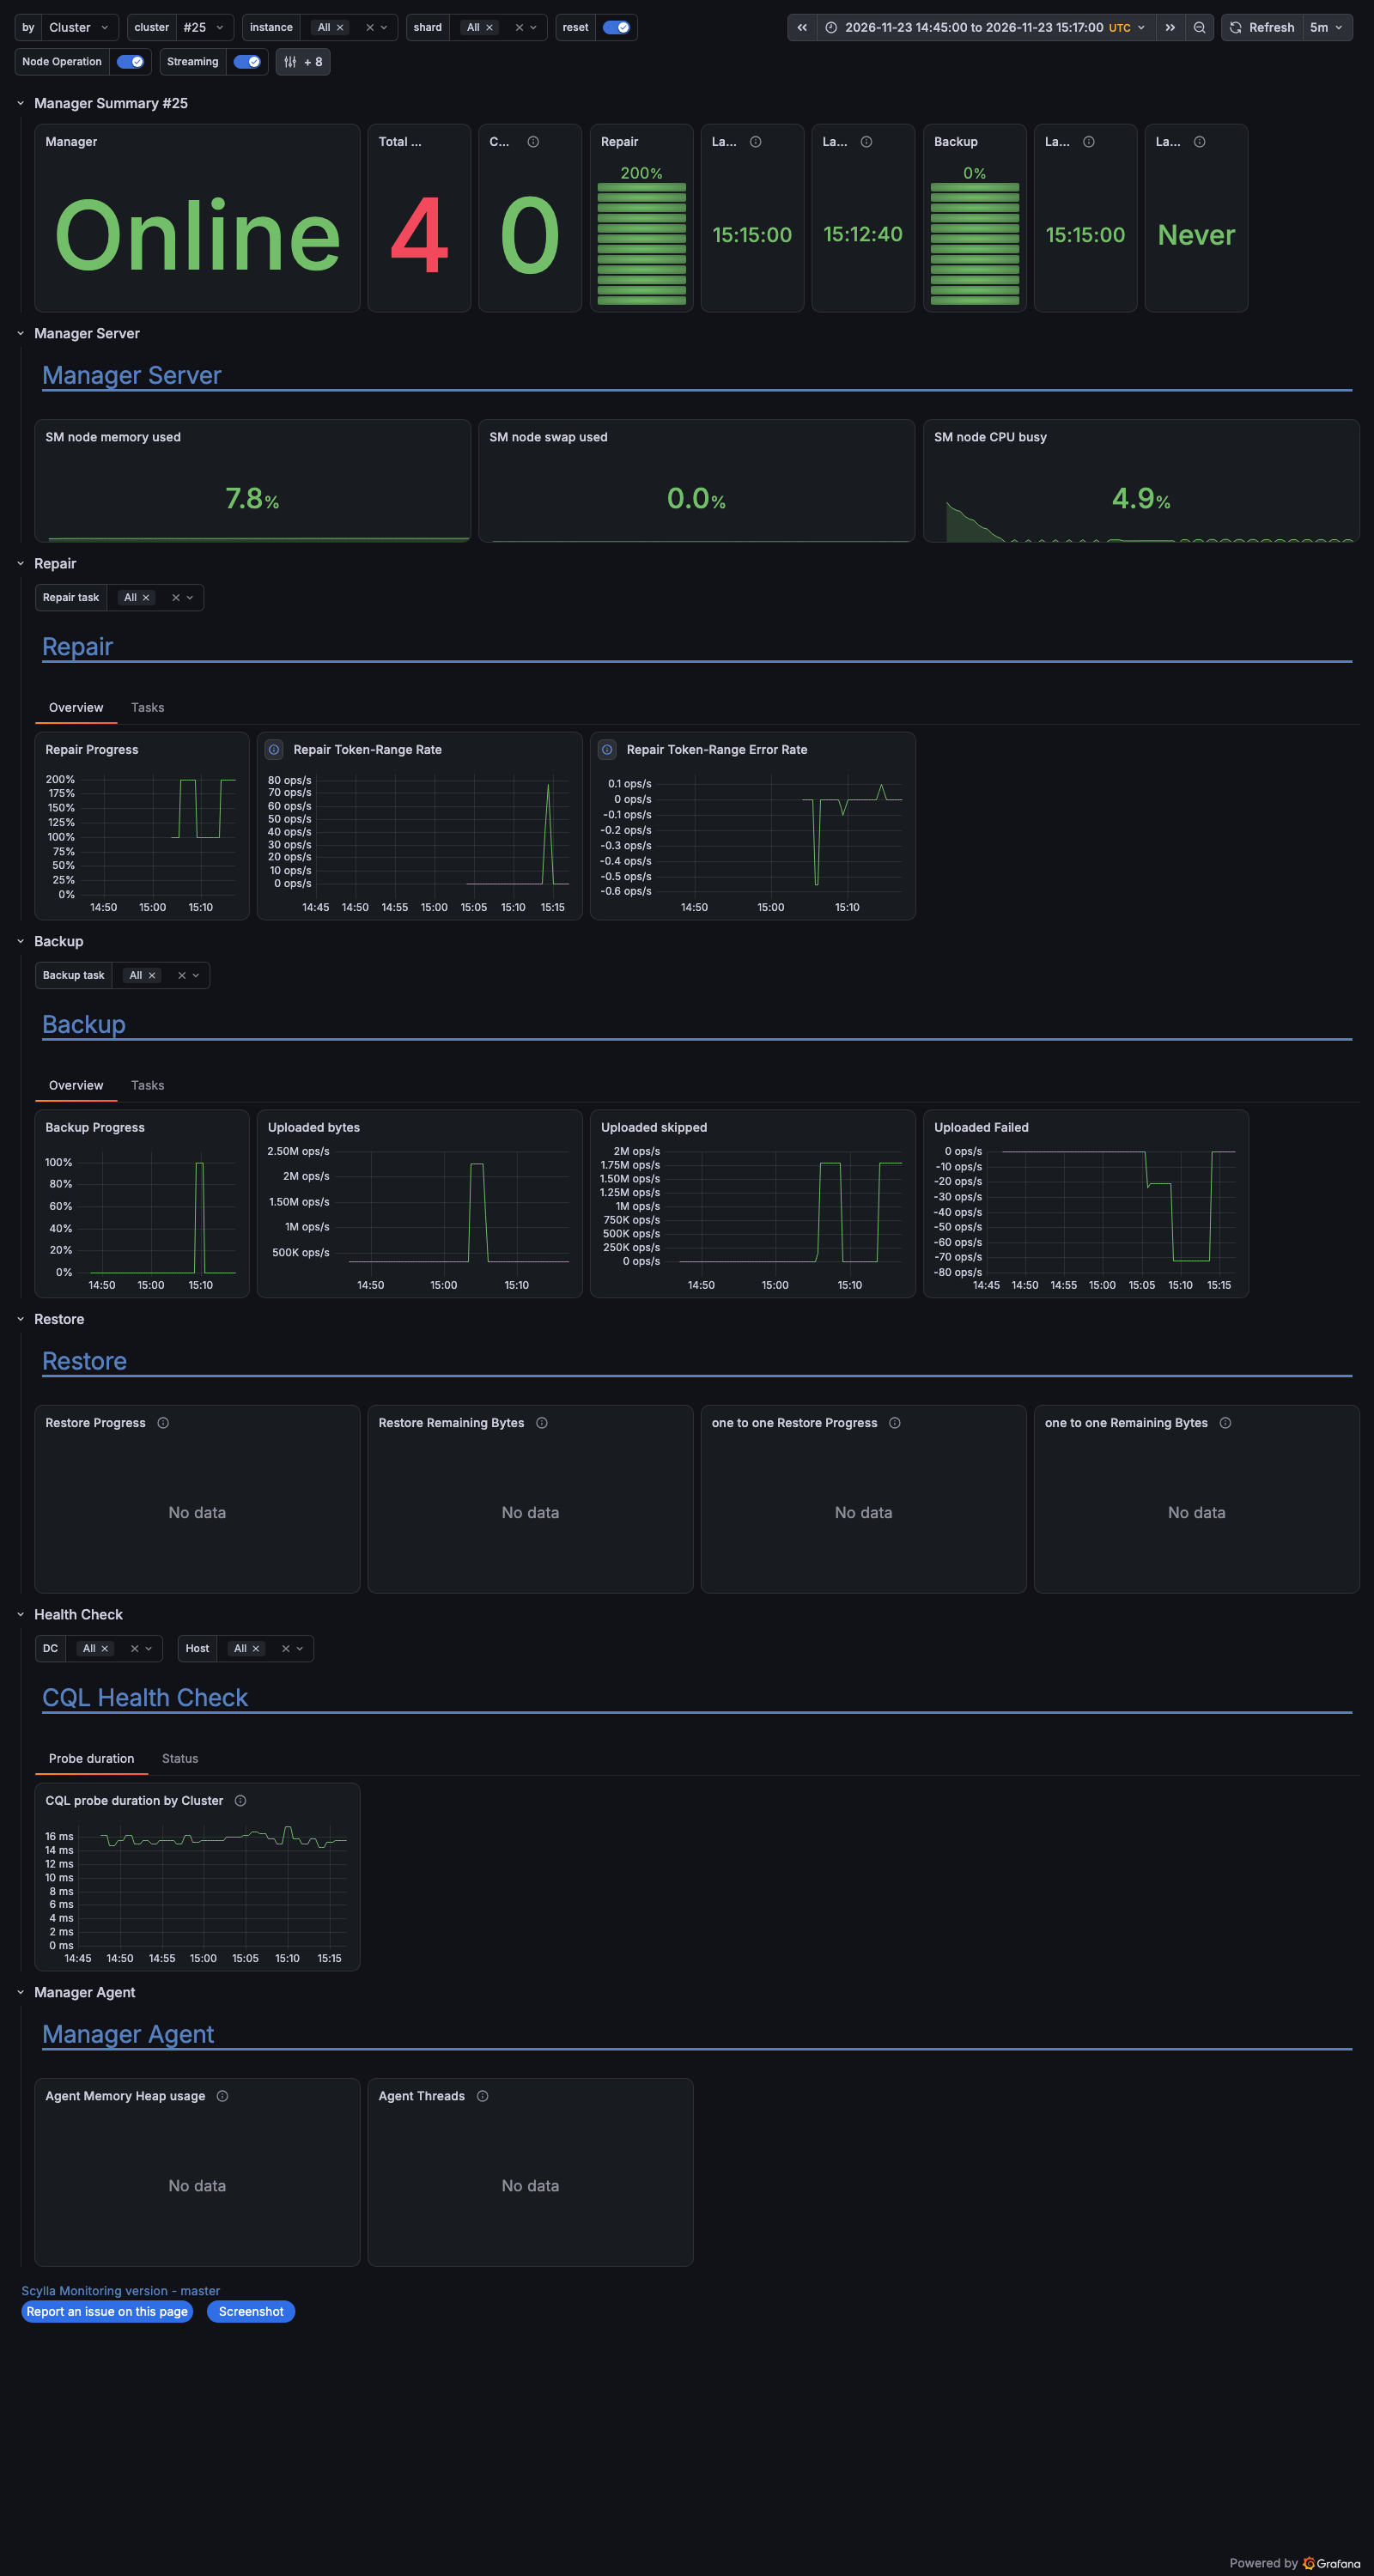 by Cluster cluster #25 instance All shard All reset 2026-11-23 14:45:00 to 2026-11-23 15:17:00 UTC Refresh 5m
Node Operation Streaming + 8
Manager Summary #25
Manager Total ... C... Repair La... La... Backup La... La...
200% 0%
Online 4 0 15:15:00 15:12:40 15:15:00 Never
Manager Server
Manager Server
SM node memory used SM node swap used SM node CPU busy
7.8% 0.0% 4.9%
Repair
Repair task All
Repair
Overview Tasks
Repair Progress
200%
175%
150%
125%
100%
75%
50%
25%
0%
14:50 15:00 15:10
Repair Token-Range Rate
80 ops/s
70 ops/s
60 ops/s
50 ops/s
40 ops/s
30 ops/s
20 ops/s
10 ops/s
0 ops/s
14:45 14:50 14:55 15:00 15:05 15:10 15:15
Repair Token-Range Error Rate
0.1 ops/s
0 ops/s
-0.1 ops/s
-0.2 ops/s
-0.3 ops/s
-0.4 ops/s
-0.5 ops/s
-0.6 ops/s
14:50 15:00 15:10
Backup
Backup task All
Backup
Overview Tasks
Backup Progress
100%
80%
60%
40%
20%
0%
14:50 15:00 15:10
Uploaded bytes
2.50M ops/s
2M ops/s
1.50M ops/s
1M ops/s
500K ops/s
14:50 15:00 15:10
Uploaded skipped
2M ops/s
1.75M ops/s
1.50M ops/s
1.25M ops/s
1M ops/s
750K ops/s
500K ops/s
250K ops/s
0 ops/s
14:50 15:00 15:10
Uploaded Failed
0 ops/s
-10 ops/s
-20 ops/s
-30 ops/s
-40 ops/s
-50 ops/s
-60 ops/s
-70 ops/s
-80 ops/s
14:45 14:50 14:55 15:00 15:05 15:10 15:15
Restore
Restore
Restore Progress Restore Remaining Bytes one to one Restore Progress one to one Remaining Bytes
No data No data No data No data
Health Check
DC All Host All
CQL Health Check
Probe duration Status
CQL probe duration by Cluster
16 ms
14 ms
12 ms
10 ms
8 ms
6 ms
4 ms
2 ms
0 ms
14:45 14:50 14:55 15:00 15:05 15:10 15:15
Manager Agent
Manager Agent
Agent Memory Heap usage Agent Threads
No data No data
Scylla Monitoring version - master
Report an issue on this page Screenshot
Powered by Grafana